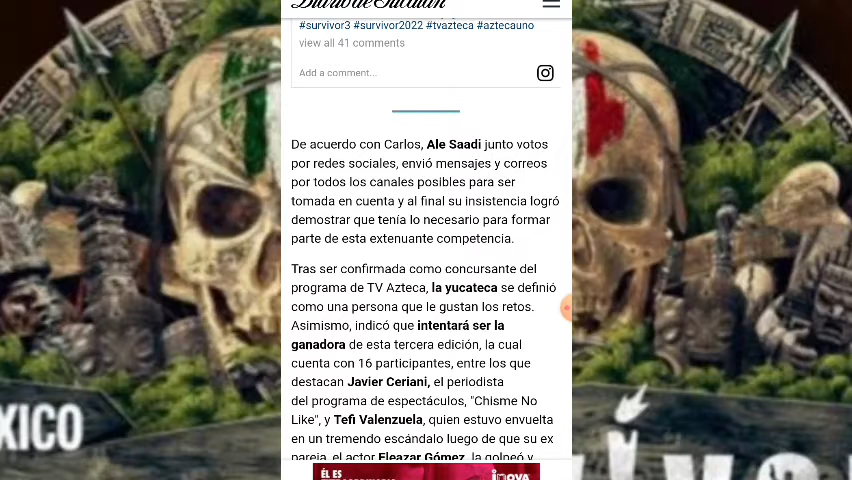 Diario de Yucatán
#survivor3 #survivor2022 #tvazteca #aztecauno
view all 41 comments
Add a comment...
De acuerdo con Carlos, Ale Saadi junto votos
por redes sociales, envió mensajes y correos
por todos los canales posibles para ser
tomada en cuenta y al final su insistencia logró
demostrar que tenía lo necesario para formar
parte de esta extenuante competencia.
Tras ser confirmada como concursante del
programa de TV Azteca, la yucateca se definió
como una persona que le gustan los retos.
Asimismo, indicó que intentará ser la
ganadora de esta tercera edición, la cual
cuenta con 16 participantes, entre los que
destacan Javier Ceriani, el periodista
del programa de espectáculos, "Chisme No
Like", y Tefi Valenzuela, quien estuvo envuelta
en un tremendo escándalo luego de que su ex
pareja, el actor Eleazar Gómez, la golpeó y
XICO
ÉL ES
inova